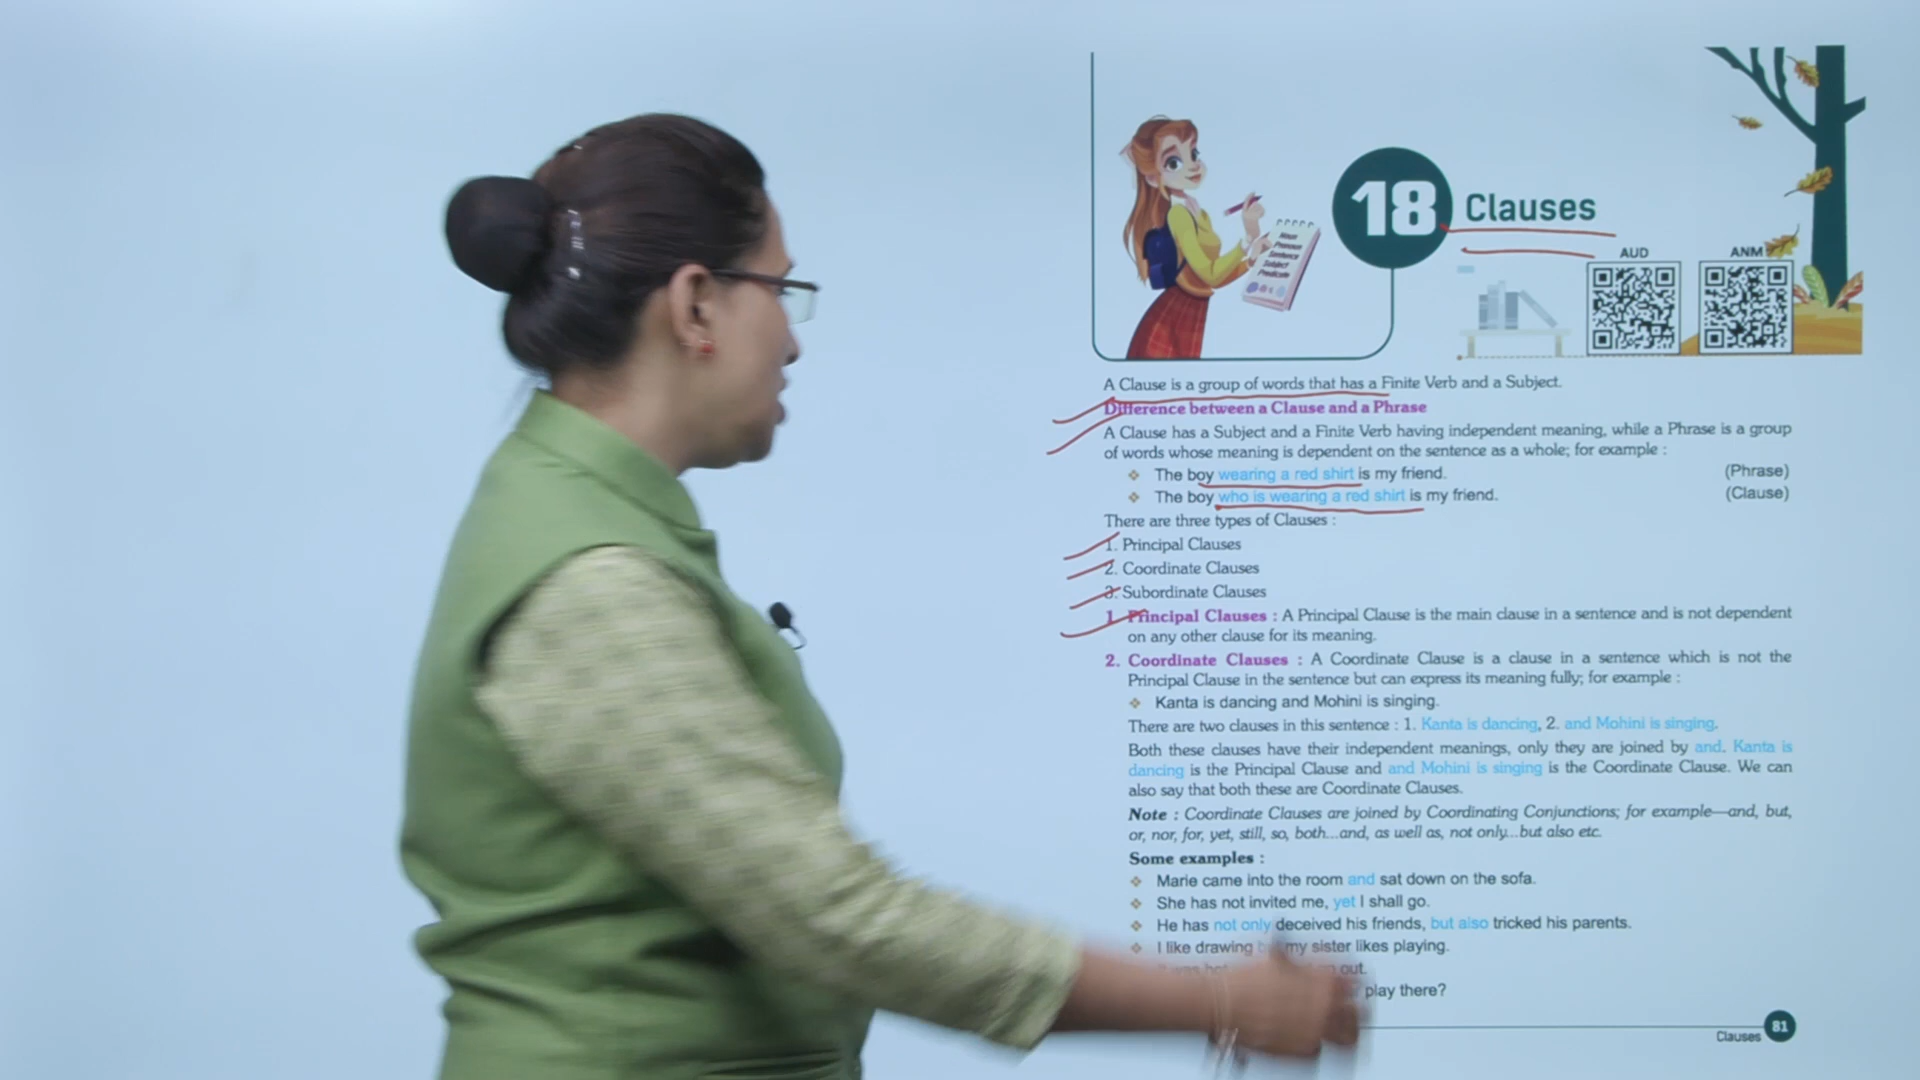 18 Clauses
AUD
ANM
Noun
Pronoun
Sentence
Subject
Predicate
A Clause is a group of words that has a Finite Verb and a Subject.
Difference between a Clause and a Phrase
A Clause has a Subject and a Finite Verb having independent meaning, while a Phrase is a group
of words whose meaning is dependent on the sentence as a whole; for example :
❖ The boy wearing a red shirt is my friend. (Phrase)
❖ The boy who is wearing a red shirt is my friend. (Clause)
There are three types of Clauses :
1. Principal Clauses
2. Coordinate Clauses
3. Subordinate Clauses
1. Principal Clauses : A Principal Clause is the main clause in a sentence and is not dependent
on any other clause for its meaning.
2. Coordinate Clauses : A Coordinate Clause is a clause in a sentence which is not the
Principal Clause in the sentence but can express its meaning fully; for example :
❖ Kanta is dancing and Mohini is singing.
There are two clauses in this sentence : 1. Kanta is dancing, 2. and Mohini is singing.
Both these clauses have their independent meanings, only they are joined by and. Kanta is
dancing is the Principal Clause and and Mohini is singing is the Coordinate Clause. We can
also say that both these are Coordinate Clauses.
Note : Coordinate Clauses are joined by Coordinating Conjunctions; for example—and, but,
or, nor, for, yet, still, so, both...and, as well as, not only...but also etc.
Some examples :
❖ Marie came into the room and sat down on the sofa.
❖ She has not invited me, yet I shall go.
❖ He has not only deceived his friends, but also tricked his parents.
❖ I like drawing but my sister likes playing.
was hot out.
play there?
Clauses 81